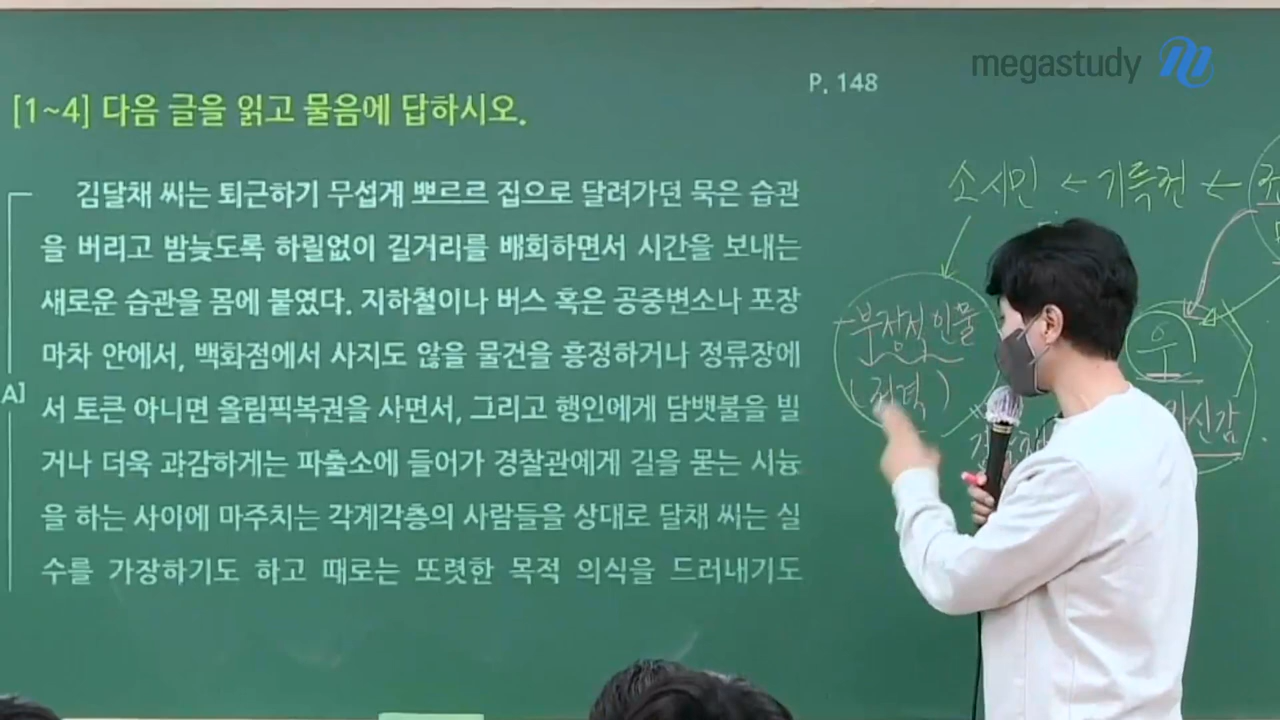 megastudy
P. 148
[1~4] 다음 글을 읽고 물음에 답하시오.
김달채 씨는 퇴근하기 무섭게 뽀르르 집으로 달려가던 묵은 습관
을 버리고 밤늦도록 하릴없이 길거리를 배회하면서 시간을 보내는
새로운 습관을 몸에 붙였다. 지하철이나 버스 혹은 공중변소나 포장
마차 안에서, 백화점에서 사지도 않을 물건을 흥정하거나 정류장에
서 토큰 아니면 올림픽복권을 사면서, 그리고 행인에게 담뱃불을 빌
거나 더욱 과감하게는 파출소에 들어가 경찰관에게 길을 묻는 시늉
을 하는 사이에 마주치는 각계각층의 사람들을 상대로 달채 씨는 실
수를 가장하기도 하고 때로는 또렷한 목적 의식을 드러내기도
A]
소시민 ← 기득권 ←
부정적 인물
(권력)
우